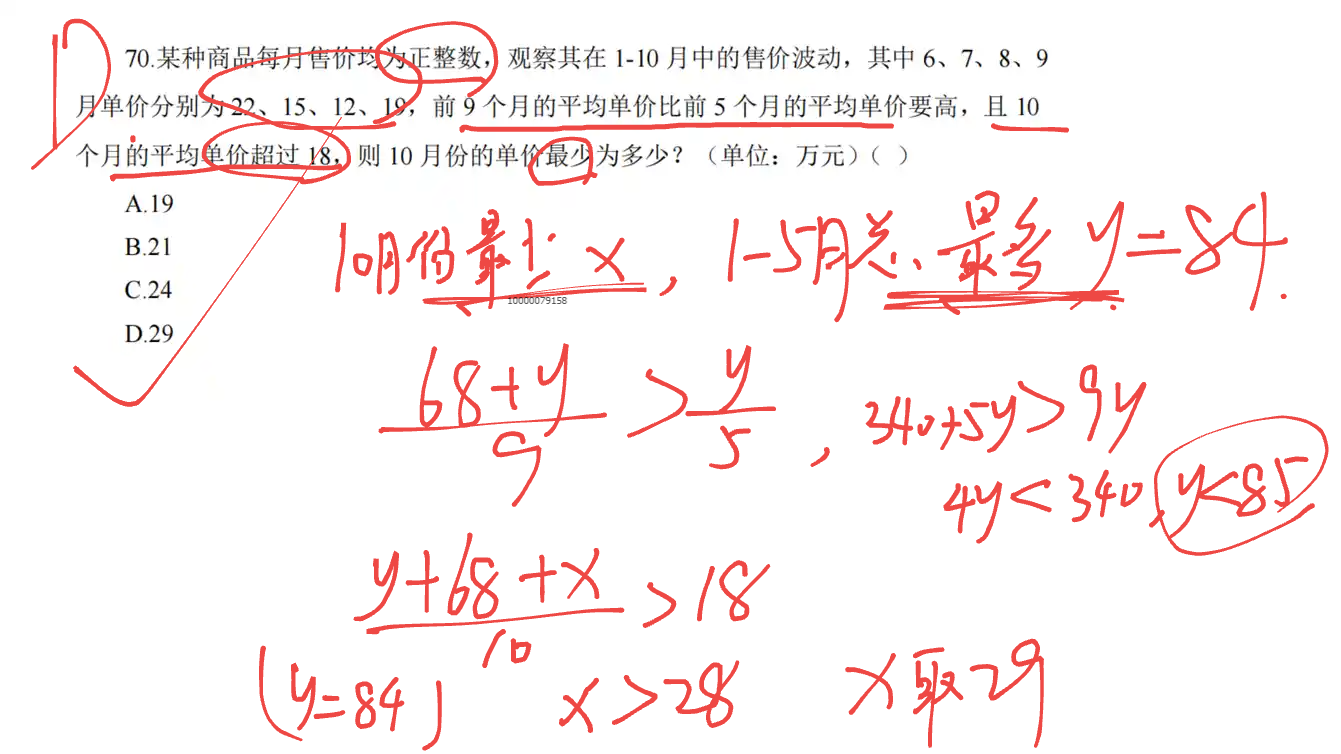 D
70.某种商品每月售价均为正整数，观察其在 1-10 月中的售价波动，其中 6、7、8、9
月单价分别为 22、15、12、19，前 9 个月的平均单价比前 5 个月的平均单价要高，且 10
个月的平均单价超过 18，则 10 月份的单价最少为多少？（单位：万元）（ ）
A.19
B.21
C.24
D.29
10月份最少 x , 1-5月总、最多 y=84.
10000079158
(68+y)/9 > y/5 , 340+5y>9y
4y<340, y<85
(y+68+x)/10 >18
(y=84) x>28 x取29